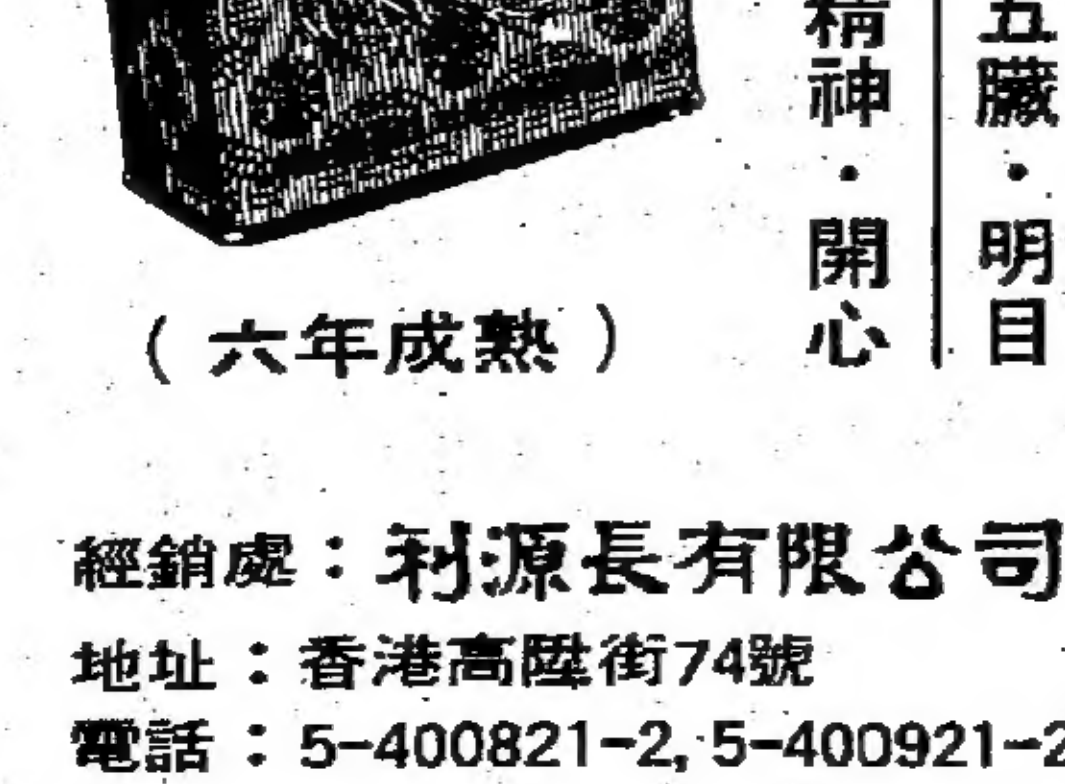 五臟・明目
精神・開心
(六年成熟)
經銷處：利源長有限公司
地址：香港高陞街74號
電話：5-400821-2, 5-400921-2